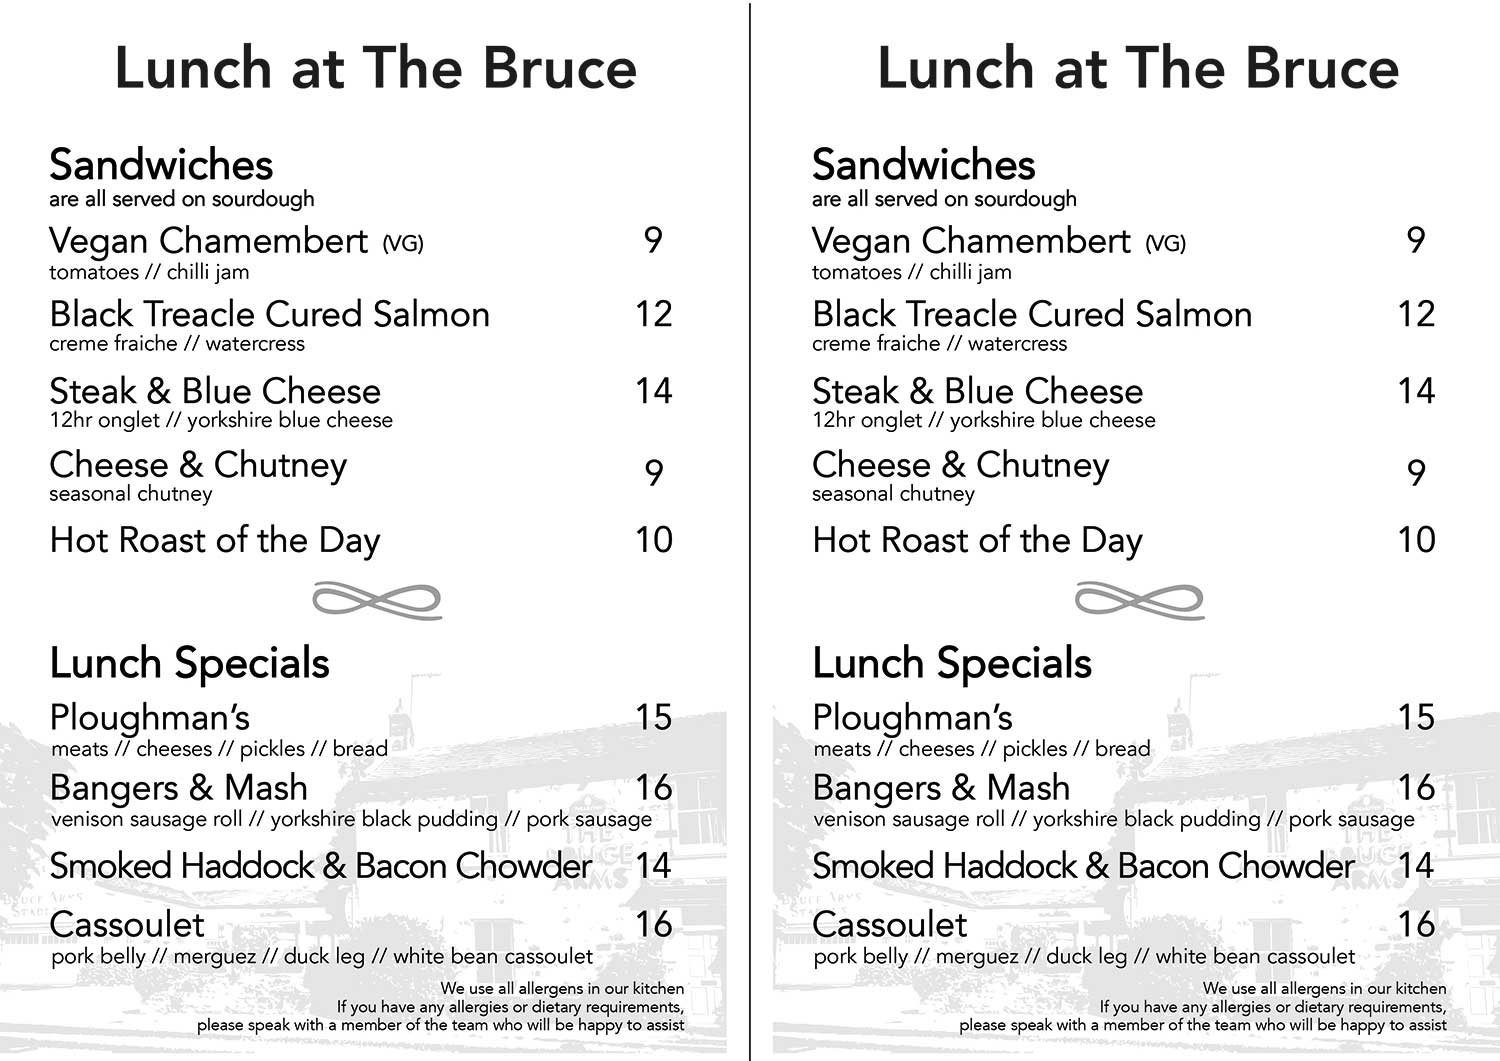 Lunch at The Bruce
Sandwiches
are all served on sourdough
Vegan Chamembert (VG) 9
tomatoes // chilli jam
Black Treacle Cured Salmon 12
creme fraiche // watercress
Steak & Blue Cheese 14
12hr onglet // yorkshire blue cheese
Cheese & Chutney 9
seasonal chutney
Hot Roast of the Day 10
Lunch Specials
Ploughman's 15
meats // cheeses // pickles // bread
Bangers & Mash 16
venison sausage roll // yorkshire black pudding // pork sausage
THE
BRUCE
Smoked Haddock & Bacon Chowder 14
ARMS
Cassoulet 16
pork belly // merguez // duck leg // white bean cassoulet
We use all allergens in our kitchen
If you have any allergies or dietary requirements,
please speak with a member of the team who will be happy to assist
Lunch at The Bruce
Sandwiches
are all served on sourdough
Vegan Chamembert (VG) 9
tomatoes // chilli jam
Black Treacle Cured Salmon 12
creme fraiche // watercress
Steak & Blue Cheese 14
12hr onglet // yorkshire blue cheese
Cheese & Chutney 9
seasonal chutney
Hot Roast of the Day 10
Lunch Specials
Ploughman's 15
meats // cheeses // pickles // bread
Bangers & Mash 16
venison sausage roll // yorkshire black pudding // pork sausage
THE
BRUCE
Smoked Haddock & Bacon Chowder 14
ARMS
Cassoulet 16
pork belly // merguez // duck leg // white bean cassoulet
We use all allergens in our kitchen
If you have any allergies or dietary requirements,
please speak with a member of the team who will be happy to assist